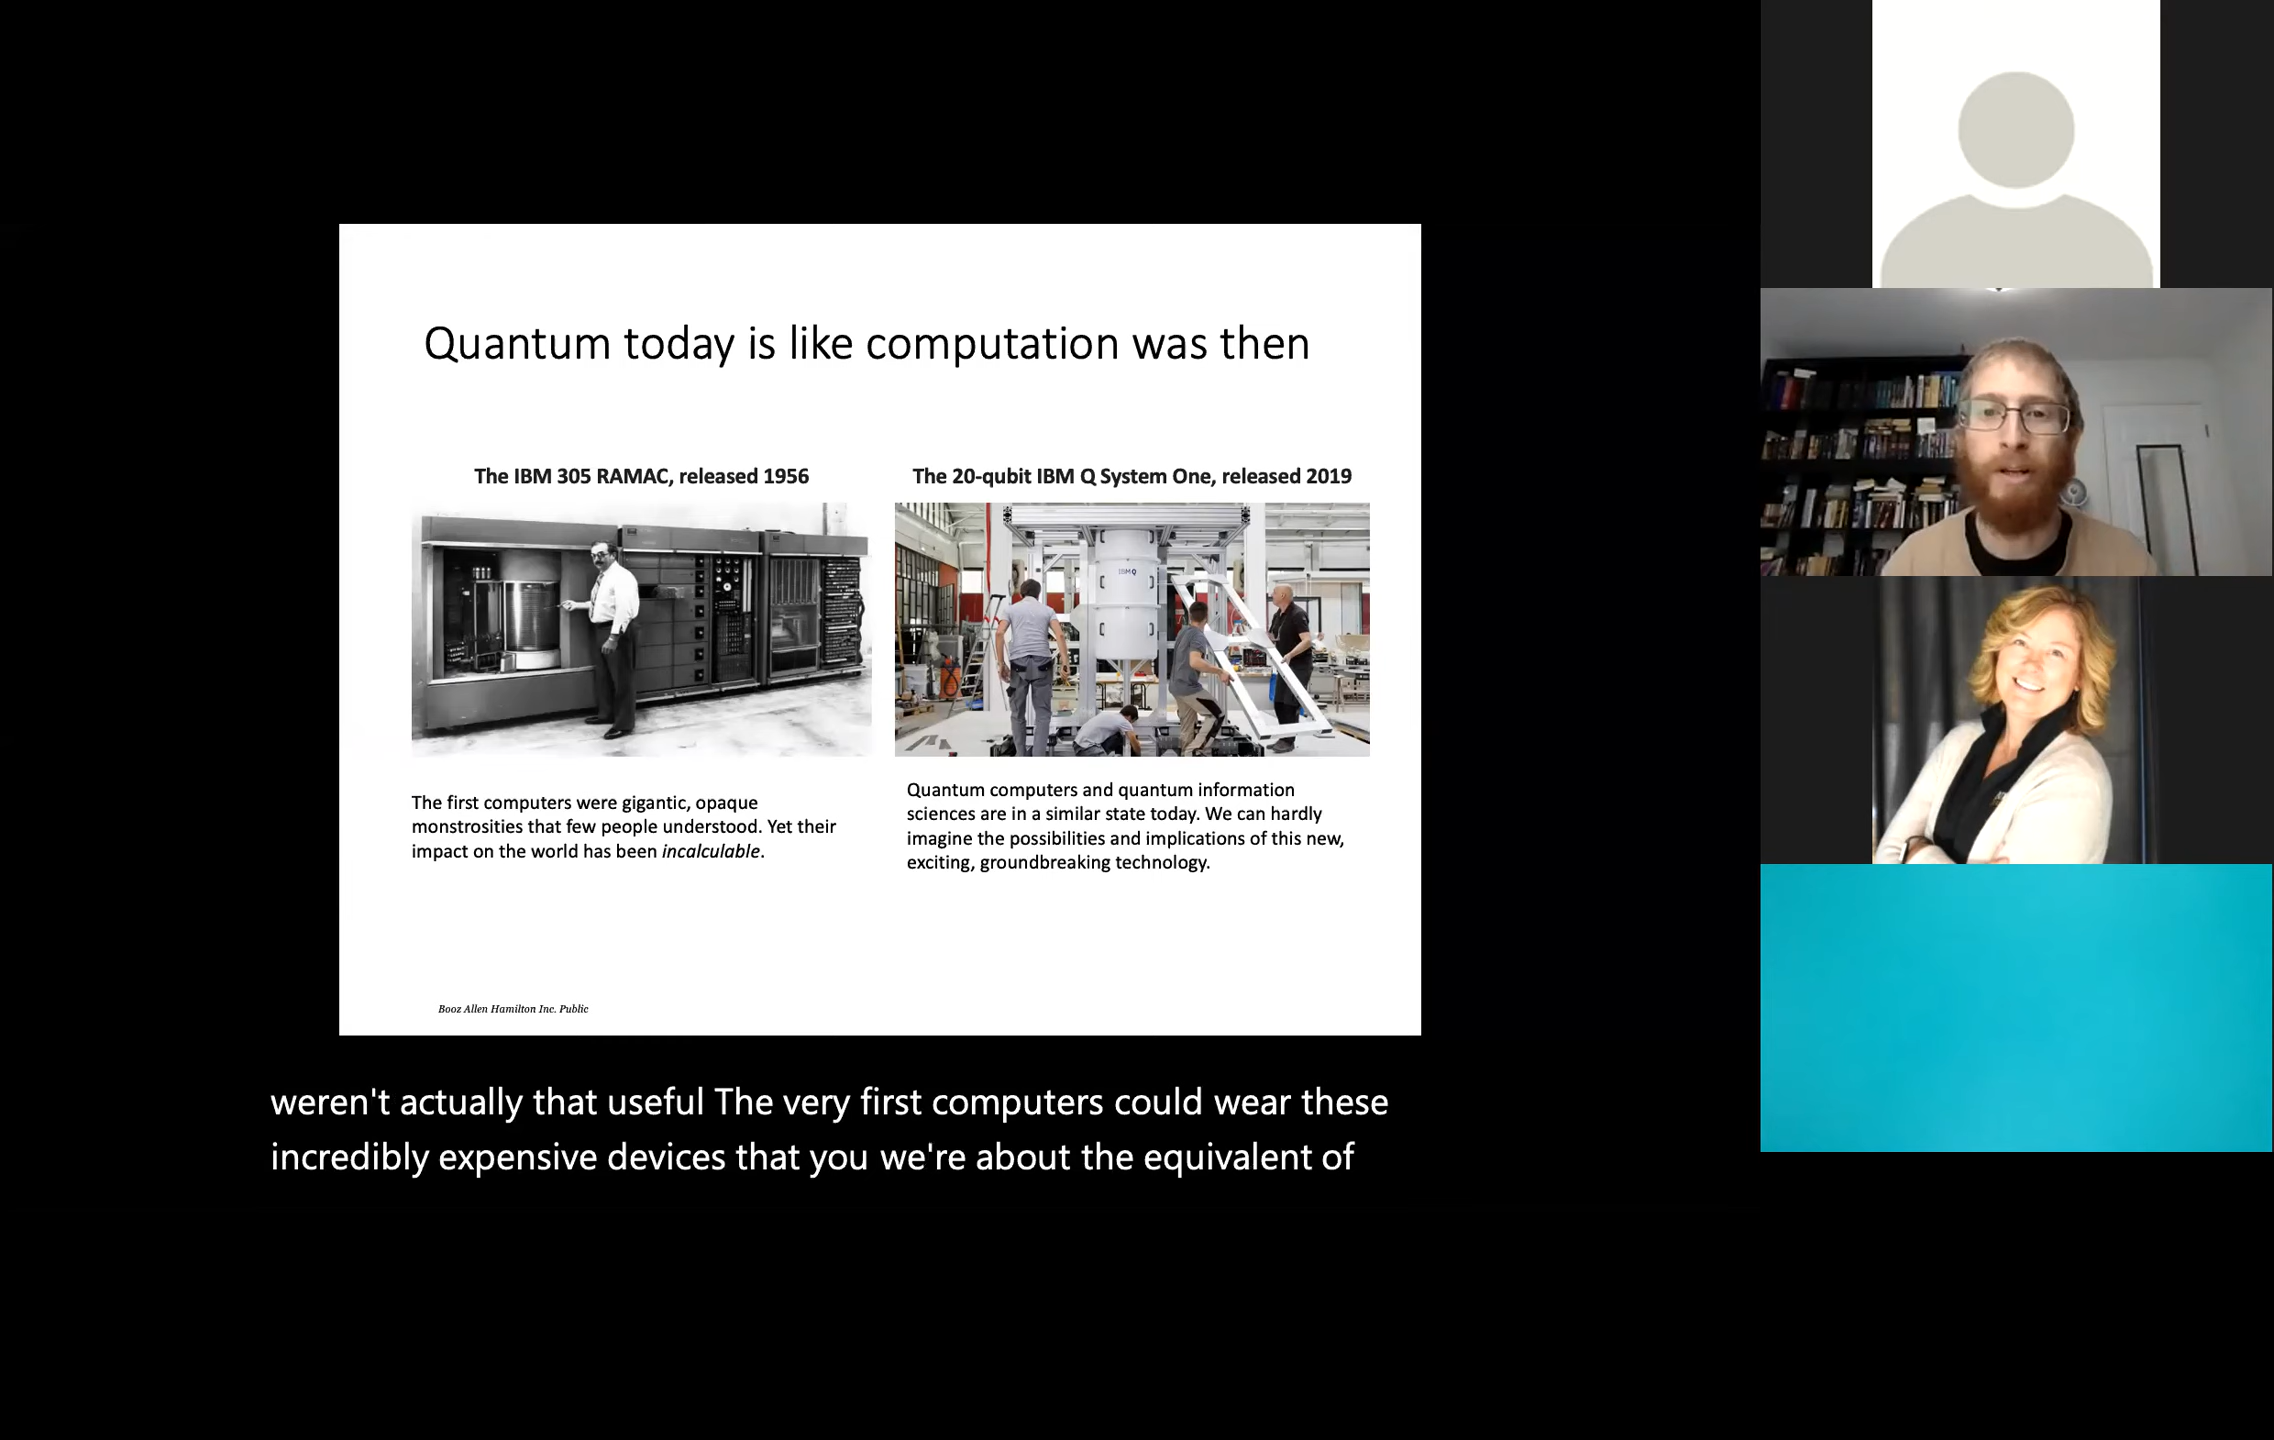 Quantum today is like computation was then
The IBM 305 RAMAC, released 1956
The 20-qubit IBM Q System One, released 2019
IBM Q
The first computers were gigantic, opaque
monstrosities that few people understood. Yet their
impact on the world has been incalculable.
Quantum computers and quantum information
sciences are in a similar state today. We can hardly
imagine the possibilities and implications of this new,
exciting, groundbreaking technology.
Booz Allen Hamilton Inc. Public
weren't actually that useful The very first computers could wear these
incredibly expensive devices that you we're about the equivalent of